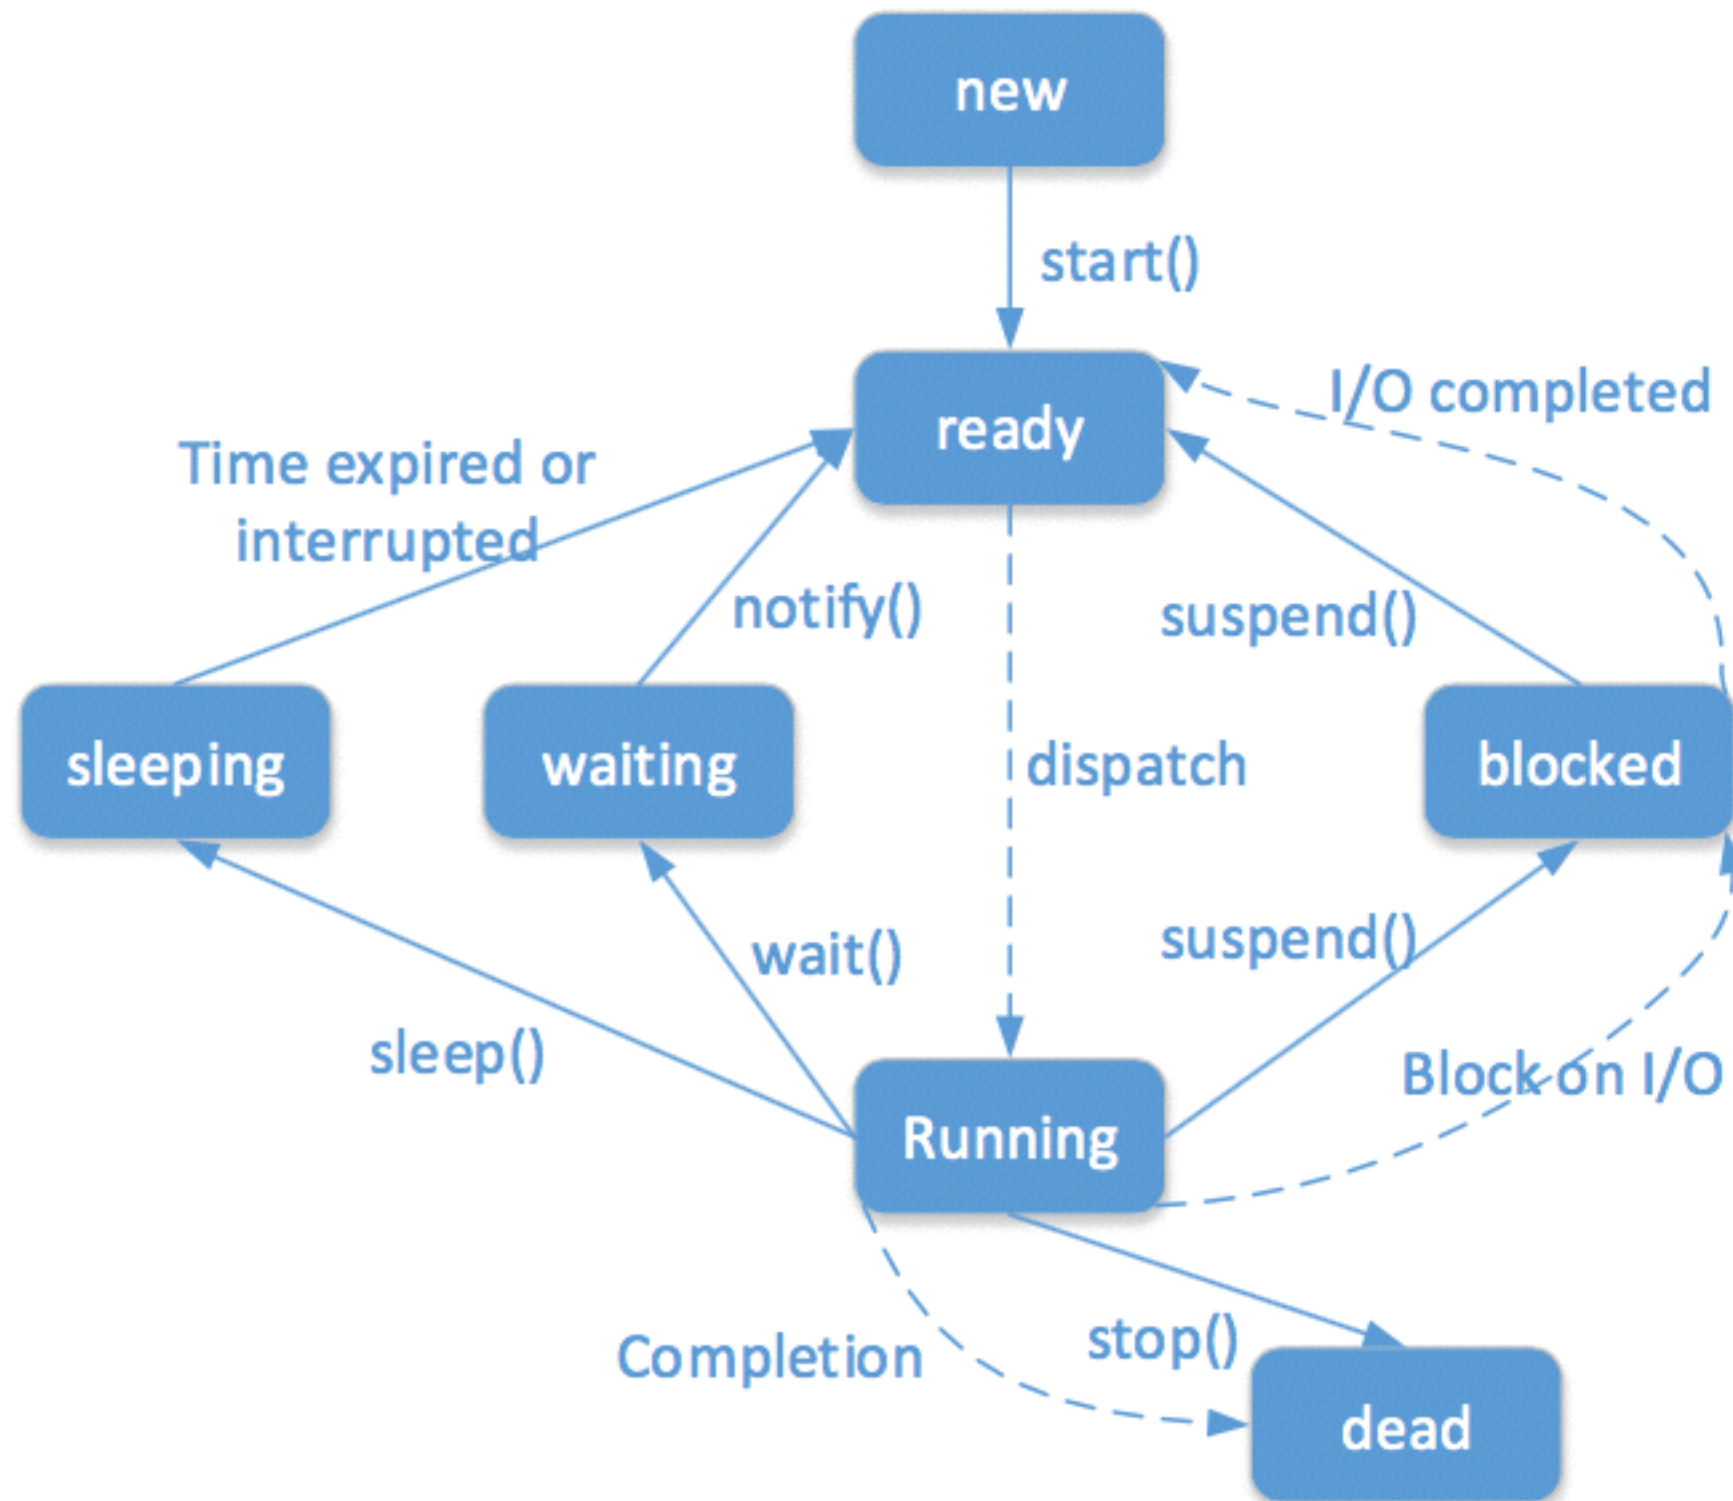 new
start()
I/O completed
ready
Time expired or
interrupted
notify()
suspend()
sleeping
waiting
dispatch
blocked
wait()
suspend()
sleep()
Block on I/O
Running
Completion
stop()
dead